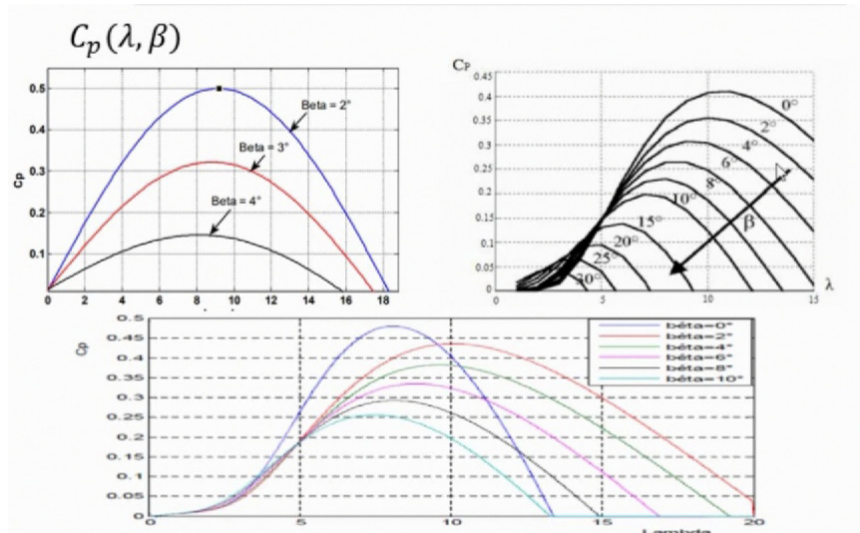 C_p(λ, β)
0.5
0.4
0.3
0.2
0.1
Cp
0 2 4 6 8 10 12 14 16 18
Beta = 2°
Beta = 3°
Beta = 4°
CP
0.45
0.4
0.35
0.3
0.25
0.2
0.15
0.1
0.05
0
0 5 10 15
λ
0°
2°
4°
6°
8°
10°
15°
20°
25°
30°
β
0.5
0.45
0.4
0.35
0.3
0.25
0.2
0.15
0.1
0.05
0
Cp
0 5 10 15 20
Lambda
béta=0°
béta=2°
béta=4°
béta=6°
béta=8°
béta=10°